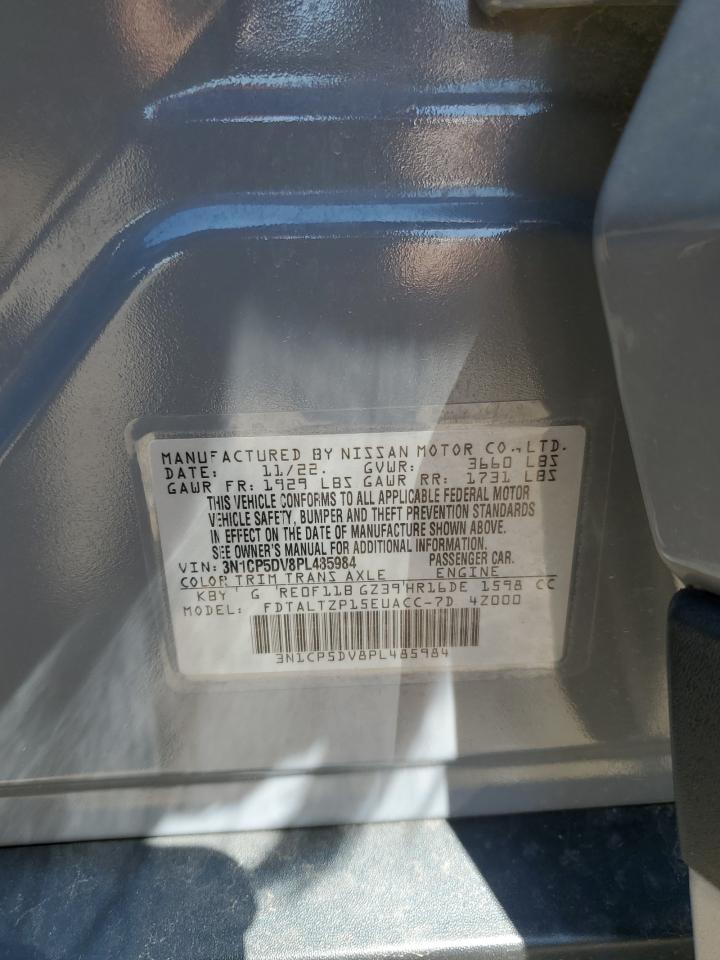 MANUFACTURED BY NISSAN MOTOR CO., LTD.
DATE: 11/22. GVWR: 3660 LBS
GAWR FR: 1929 LBS GAWR RR: 1731 LBS
THIS VEHICLE CONFORMS TO ALL APPLICABLE FEDERAL MOTOR
VEHICLE SAFETY, BUMPER AND THEFT PREVENTION STANDARDS
IN EFFECT ON THE DATE OF MANUFACTURE SHOWN ABOVE.
SEE OWNER'S MANUAL FOR ADDITIONAL INFORMATION.
VIN: 3N1CP5DV8PL485984 PASSENGER CAR.
COLOR TRIM TRANS AXLE ENGINE
KBY G RE0F11B GZ39 HR16DE 1598 CC
MODEL: FDTALTZP15EUACC-7D 4Z000
3N1CP5DV8PL485984